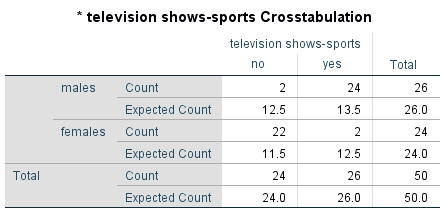 * television shows-sports Crosstabulation
television shows-sports
no yes Total
males Count 2 24 26
Expected Count 12.5 13.5 26.0
females Count 22 2 24
Expected Count 11.5 12.5 24.0
Total Count 24 26 50
Expected Count 24.0 26.0 50.0